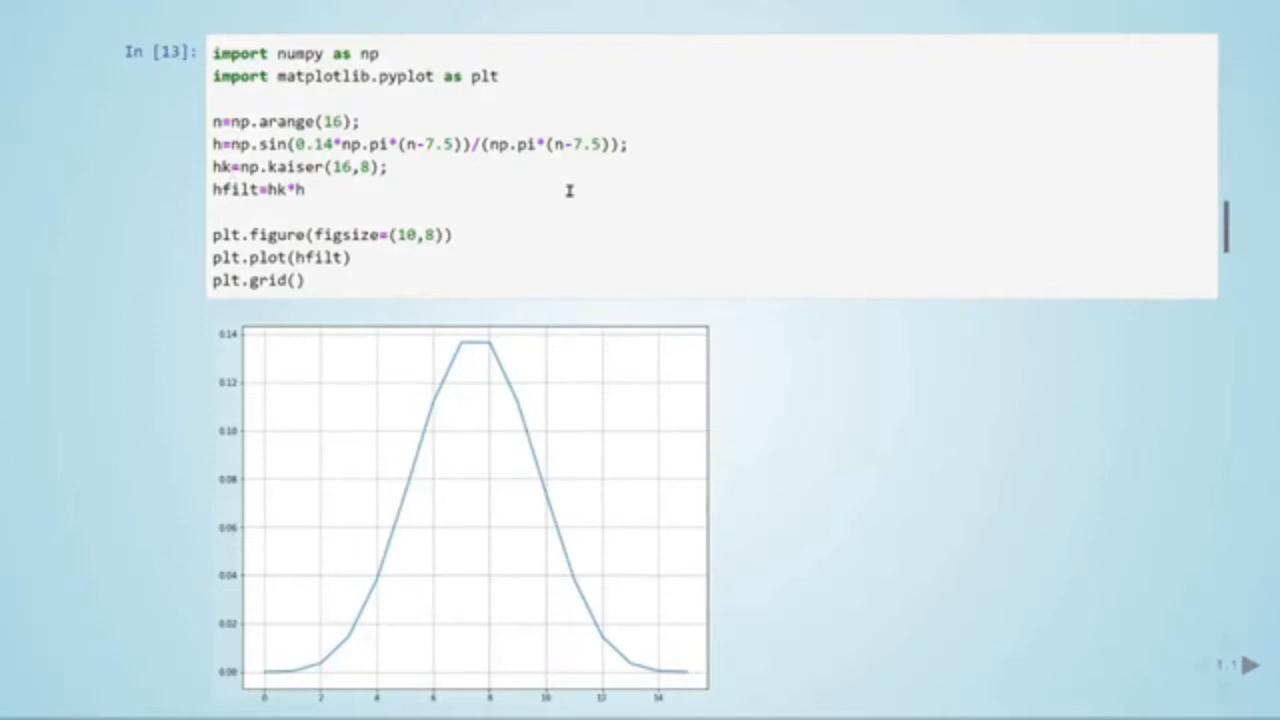 In [13]:
import numpy as np
import matplotlib.pyplot as plt
n=np.arange(16);
h=np.sin(0.14*np.pi*(n-7.5))/(np.pi*(n-7.5));
hk=np.kaiser(16,8);
hfilt=hk*h
plt.figure(figsize=(10,8))
plt.plot(hfilt)
plt.grid()
0.14
0.12
0.10
0.08
0.06
0.04
0.02
0.00
0 2 4 6 8 10 12 14
1.1